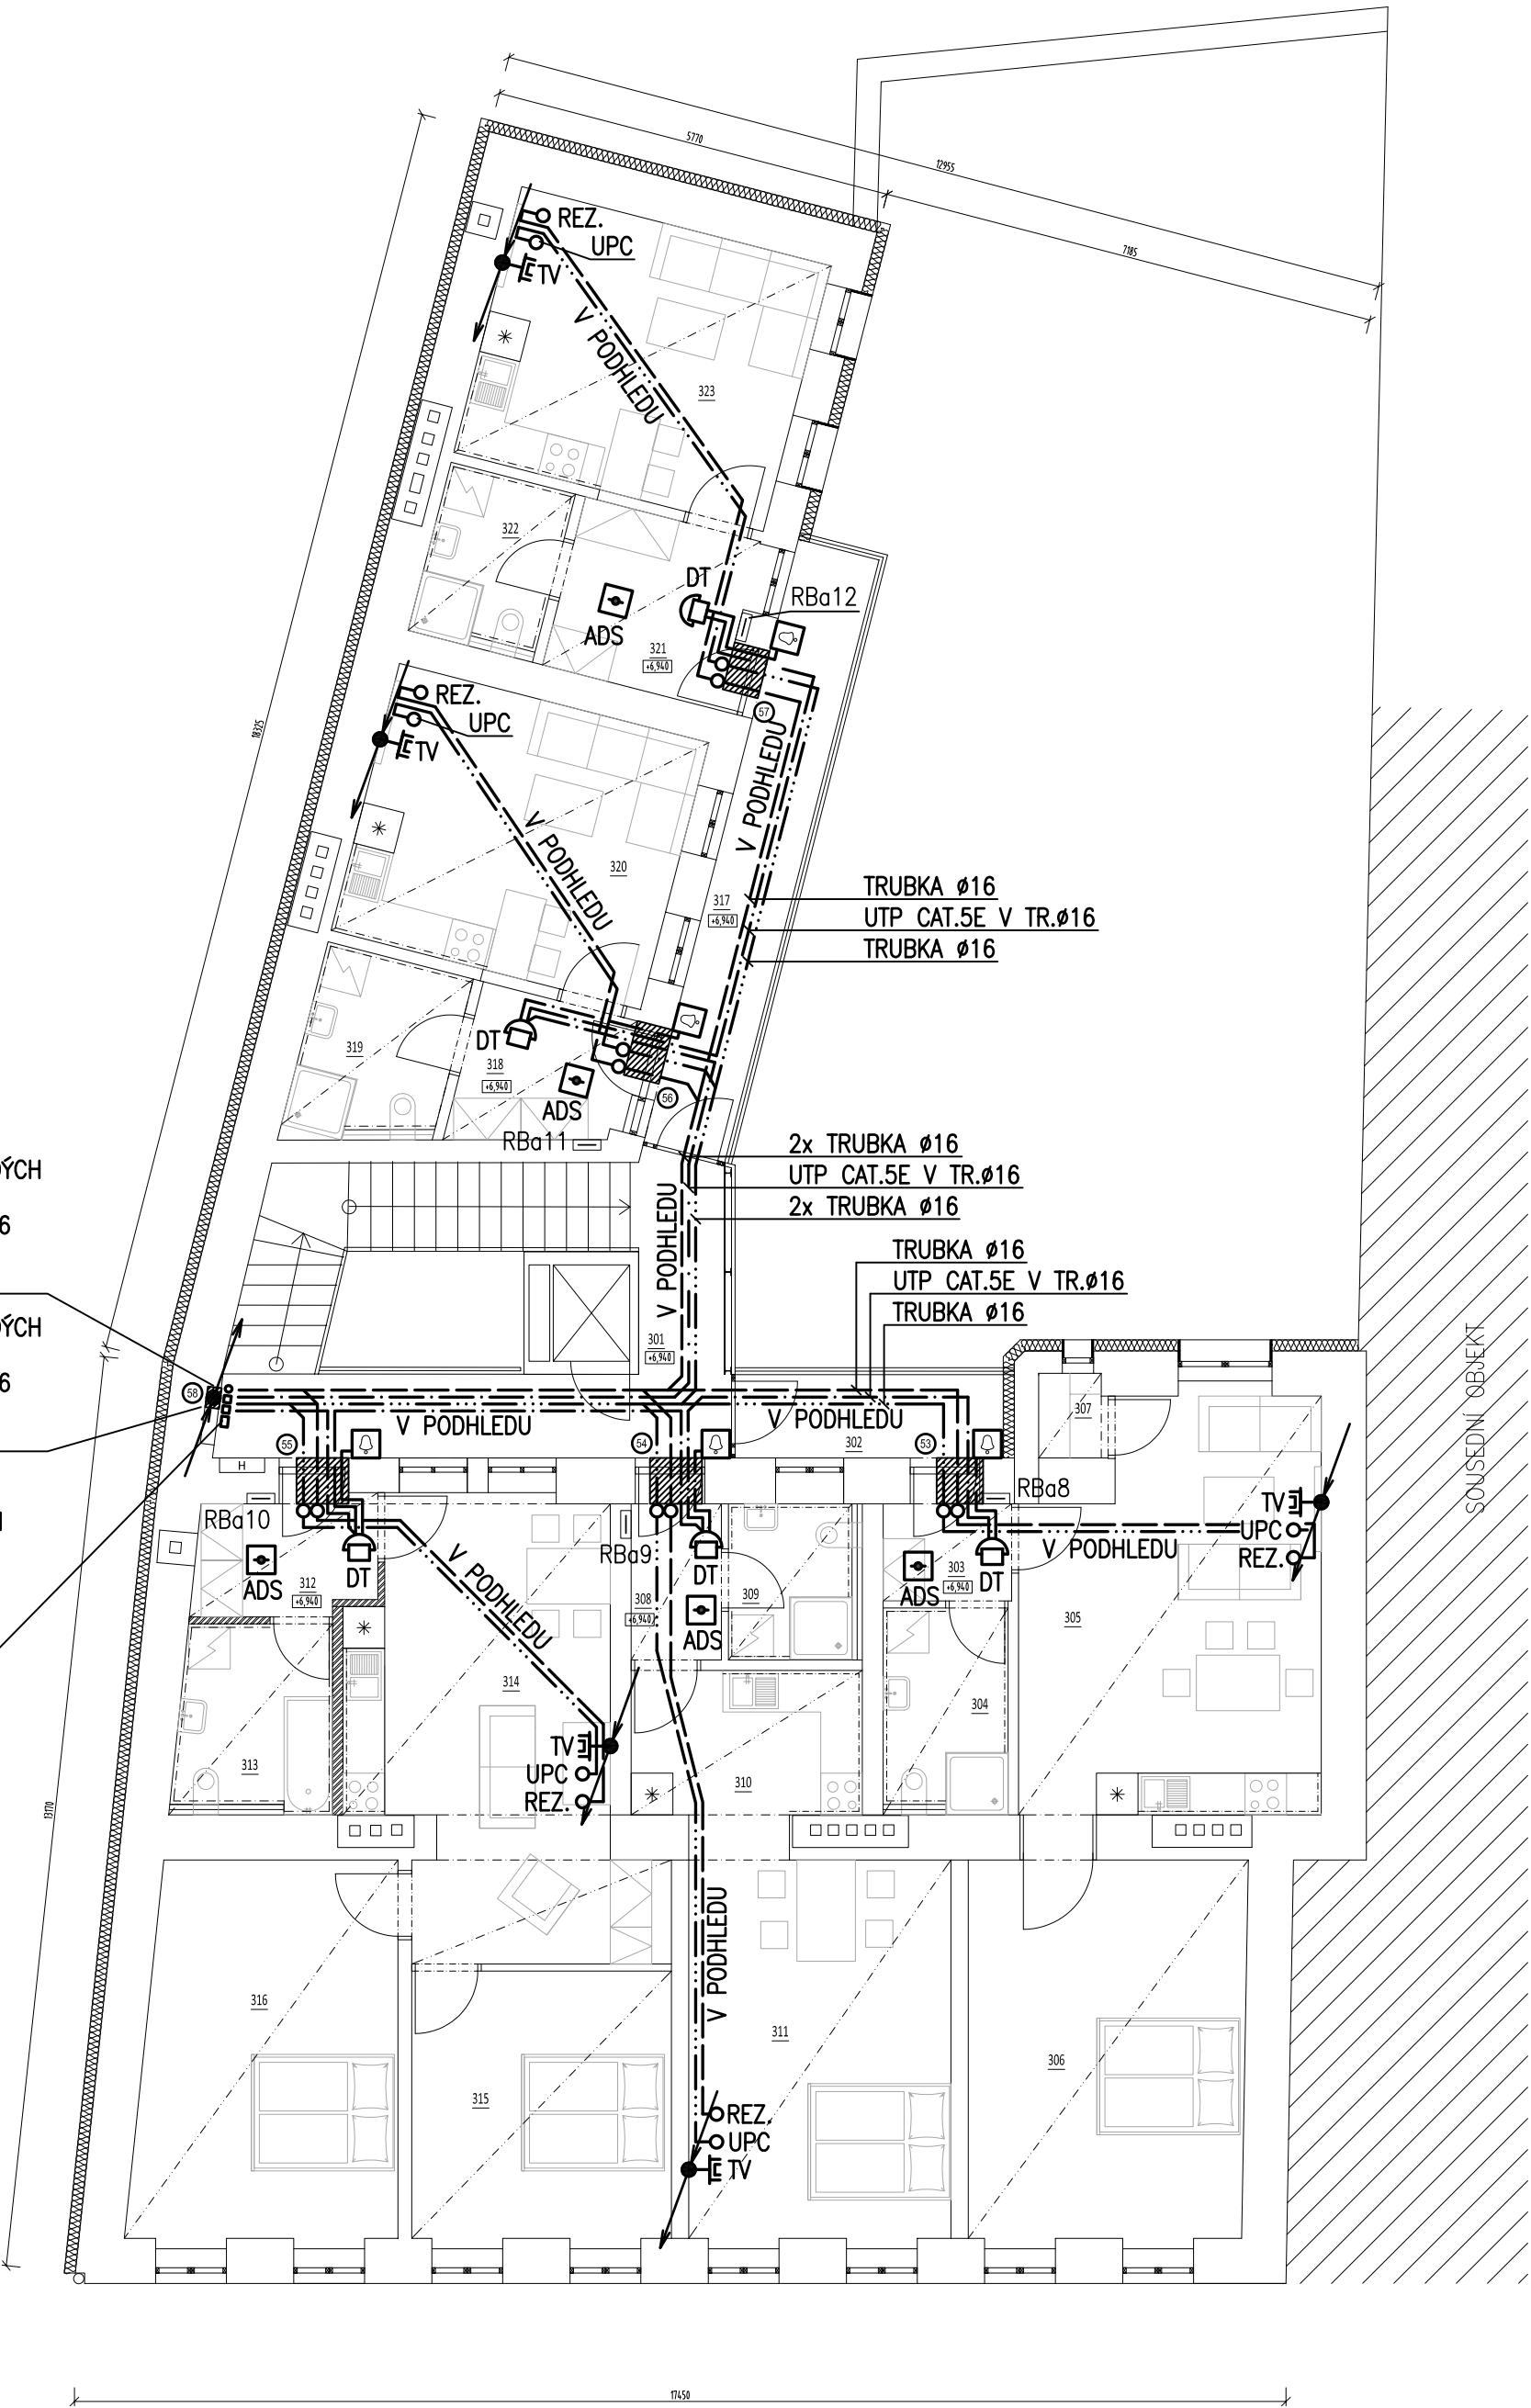 5770
12955
7185
REZ.
UPC
TV
V PODHLEDU
323
322
DT
RBa12
ADS
321
+6,940
57
18325
REZ.
UPC
TV
V PODHLEDU
V PODHLEDU
320
317
+6,940
TRUBKA ø16
UTP CAT.5E V TR.ø16
TRUBKA ø16
DT
319
318
+6,940
ADS
56
RBa11
2x TRUBKA ø16
UTP CAT.5E V TR.ø16
2x TRUBKA ø16
V PODHLEDU
TRUBKA ø16
UTP CAT.5E V TR.ø16
TRUBKA ø16
301
+6,940
SOUSEDNÍ OBJEKT
58
V PODHLEDU
V PODHLEDU
307
302
55
54
53
H
RBa8
RBa10
RBa9
TV
UPC
REZ.
V PODHLEDU
V PODHLEDU
ADS
DT
DT
ADS
DT
312
+6,940
308
+6,940
309
303
+6,940
305
ADS
314
304
313
310
TV
UPC
REZ.
13770
V PODHLEDU
316
315
311
306
REZ.
UPC
TV
17450